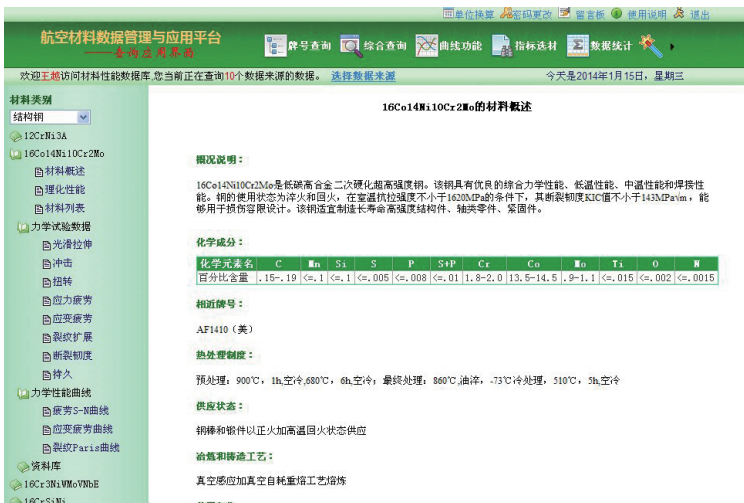 单位换算 密码更改 留言板 使用说明 退出
航空材料数据管理与应用平台
——查询应用界面
牌号查询 综合查询 曲线功能 指标选材 数据统计
欢迎王越访问材料性能数据库,您当前正在查询10个数据来源的数据。 选择数据来源
今天是2014年1月15日，星期三
材料类别
结构钢
12CrNi3A
16Co14Ni10Cr2Mo
材料概述
理化性能
材料列表
力学试验数据
光滑拉伸
冲击
扭转
应力疲劳
应变疲劳
裂纹扩展
断裂韧度
持久
力学性能曲线
疲劳S-N曲线
应变疲劳曲线
裂纹Paris曲线
资料库
16Cr3NiWMoVNbE
16CrSiNi
16Co14Ni10Cr2Mo的材料概述
概况说明：
16Co14Ni10Cr2Mo是低碳高合金二次硬化超高强度钢。该钢具有优良的综合力学性能、低温性能、中温性能和焊接性
能。钢的使用状态为淬火和回火，在室温抗拉强度不小于1620MPa的条件下，其断裂韧度KIC值不小于143MPa√m，能
够用于损伤容限设计。该钢适宜制造长寿命高强度结构件、轴类零件、紧固件。
化学成分：
化学元素名 C Mn Si S P S+P Cr Co Mo Ti O N
百分比含量 .15-.19 <=.1 <=.1 <=.005 <=.008 <=.01 1.8-2.0 13.5-14.5 .9-1.1 <=.015 <=.002 <=.0015
相近牌号：
AF1410（美）
热处理制度：
预处理：900℃，1h,空冷,680℃，6h,空冷；最终处理：860℃,油淬，-73℃冷处理，510℃，5h,空冷
供应状态：
钢棒和锻件以正火加高温回火状态供应
冶炼和铸造工艺：
真空感应加真空自耗重熔工艺熔炼